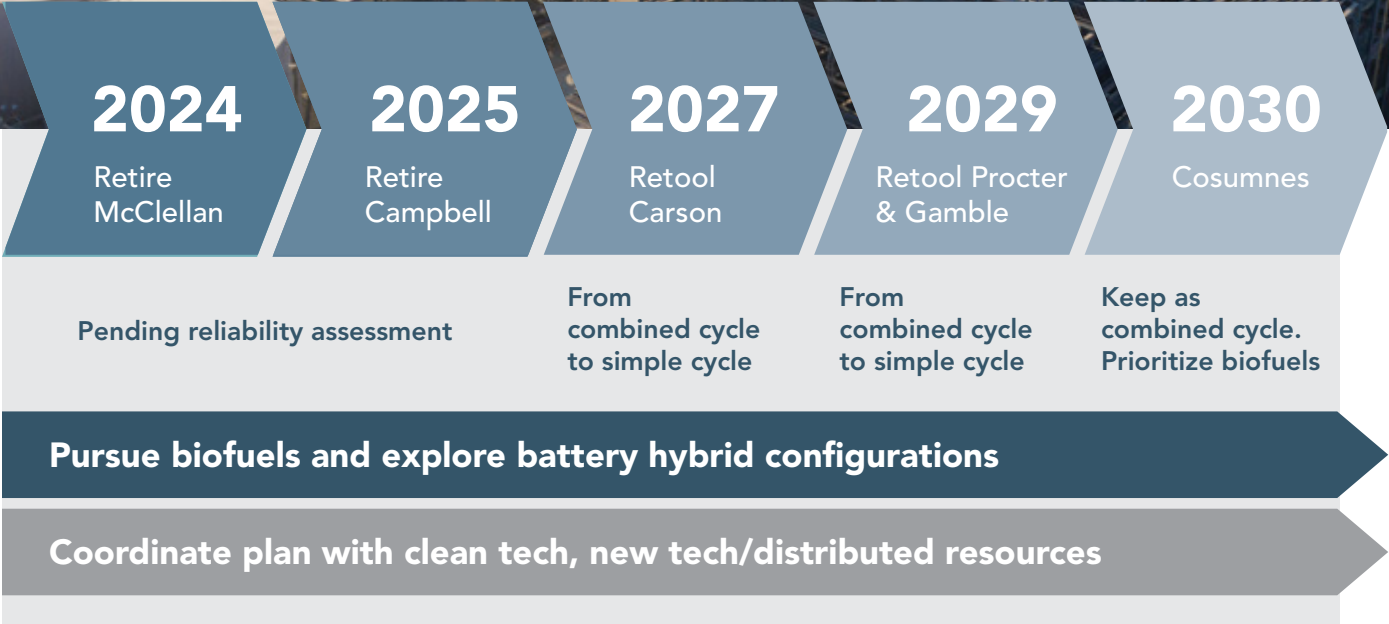 2024
Retire
McClellan
2025
Retire
Campbell
2027
Retool
Carson
2029
Retool Procter
& Gamble
2030
Cosumnes
Pending reliability assessment
From
combined cycle
to simple cycle
From
combined cycle
to simple cycle
Keep as
combined cycle.
Prioritize biofuels
Pursue biofuels and explore battery hybrid configurations
Coordinate plan with clean tech, new tech/distributed resources